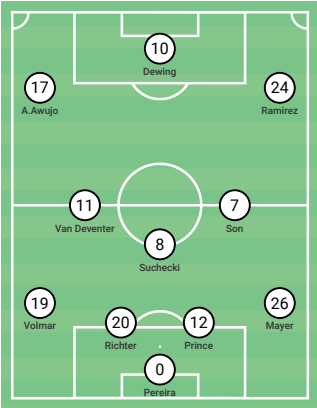 10
Dewing
17
A.Awujo
24
Ramirez
11
Van Deventer
7
Son
8
Suchecki
19
Volmar
20
Richter
12
Prince
26
Mayer
0
Pereira